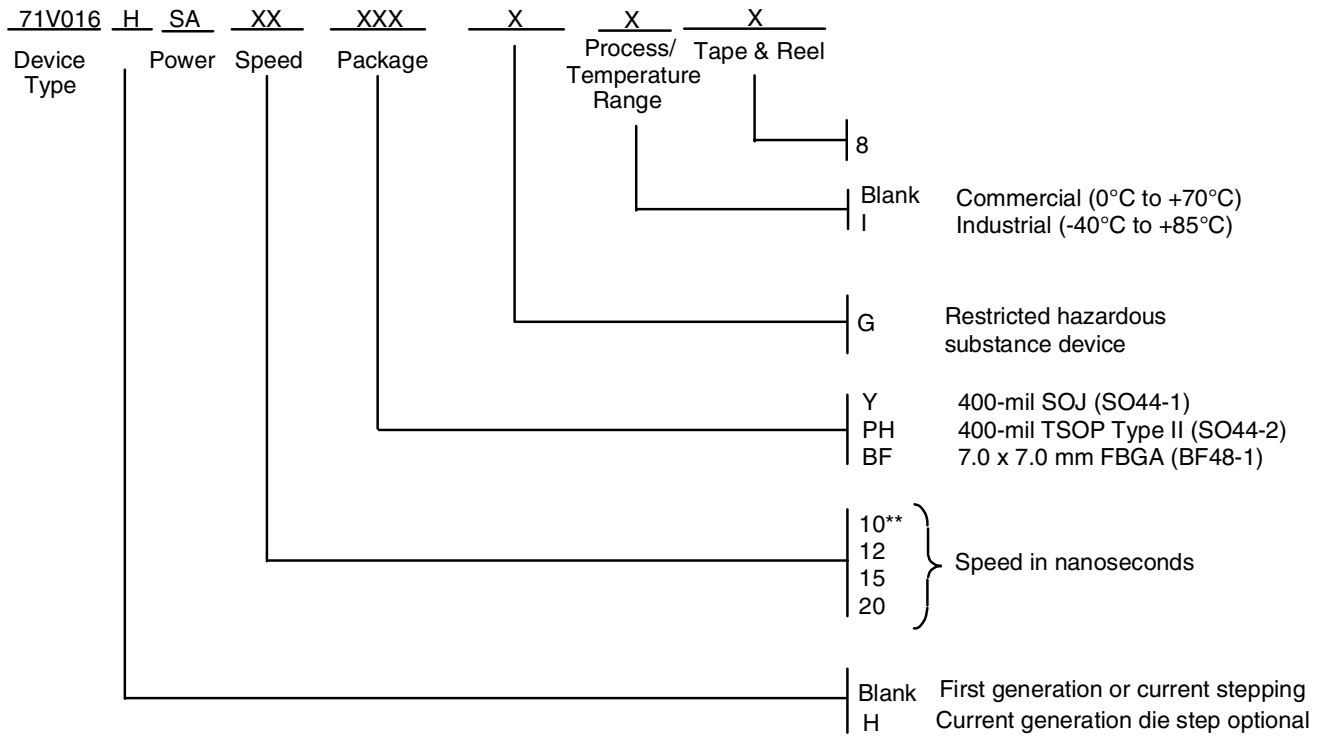 71V016 H SA XX XXX X X X
Device Type
Power
Speed
Package
Process/
Temperature
Range
Tape & Reel
8
Blank Commercial (0°C to +70°C)
I Industrial (-40°C to +85°C)
G Restricted hazardous
substance device
Y 400-mil SOJ (SO44-1)
PH 400-mil TSOP Type II (SO44-2)
BF 7.0 x 7.0 mm FBGA (BF48-1)
10**
12
Speed in nanoseconds
15
20
Blank First generation or current stepping
H Current generation die step optional